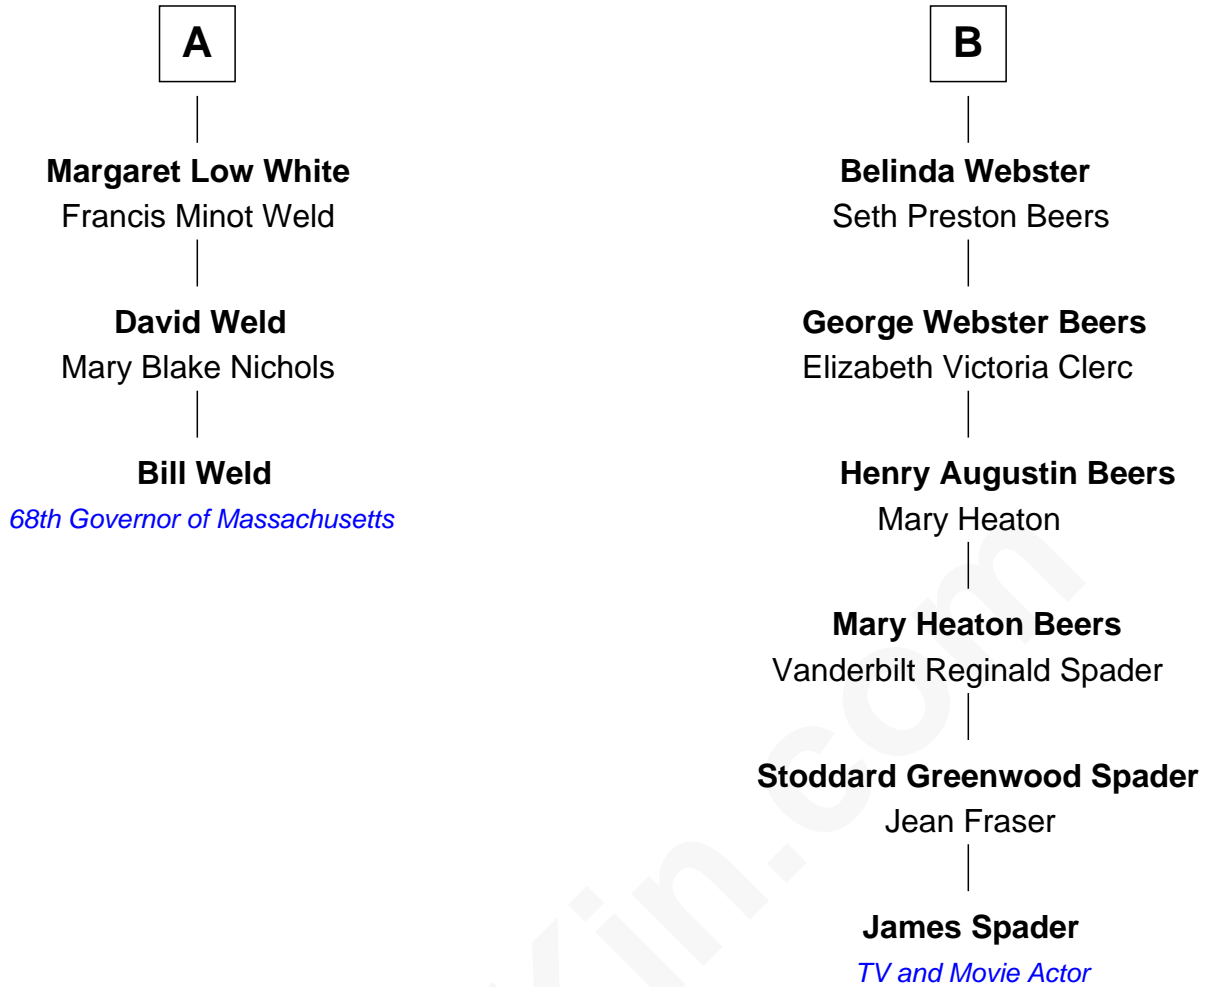 A
Margaret Low White
Francis Minot Weld
David Weld
Mary Blake Nichols
Bill Weld
68th Governor of Massachusetts
B
Belinda Webster
Seth Preston Beers
George Webster Beers
Elizabeth Victoria Clerc
Henry Augustin Beers
Mary Heaton
Mary Heaton Beers
Vanderbilt Reginald Spader
Stoddard Greenwood Spader
Jean Fraser
James Spader
TV and Movie Actor